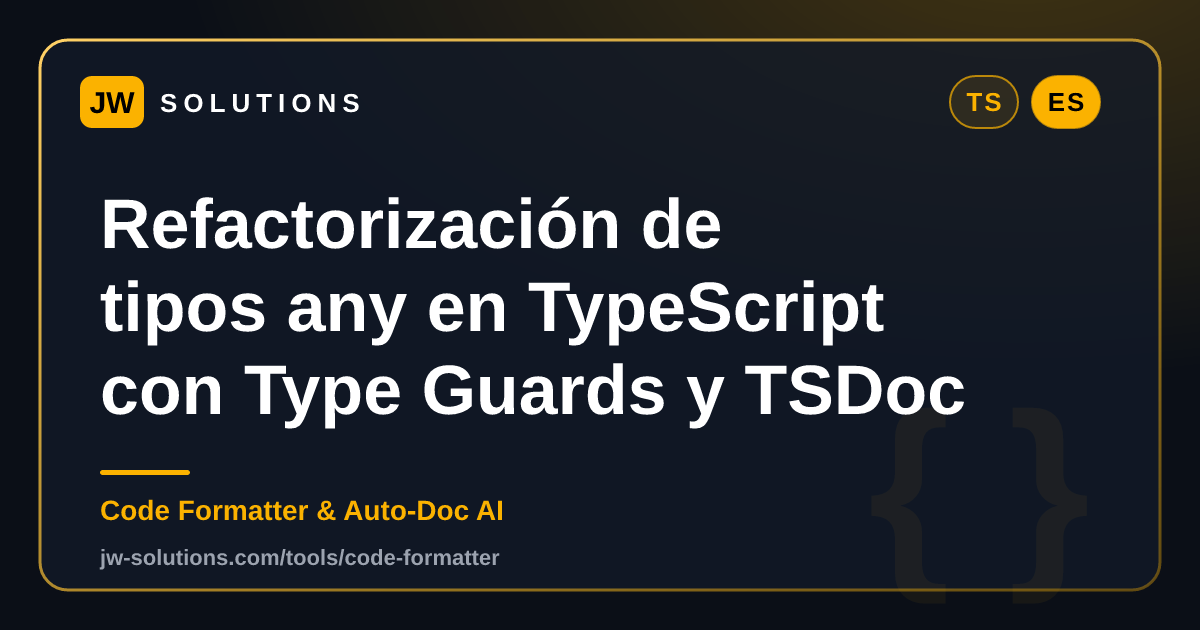 JW SOLUTIONS
TS ES
Refactorización de
tipos any en TypeScript
con Type Guards y TSDoc
Code Formatter & Auto-Doc AI
jw-solutions.com/tools/code-formatter
{ }